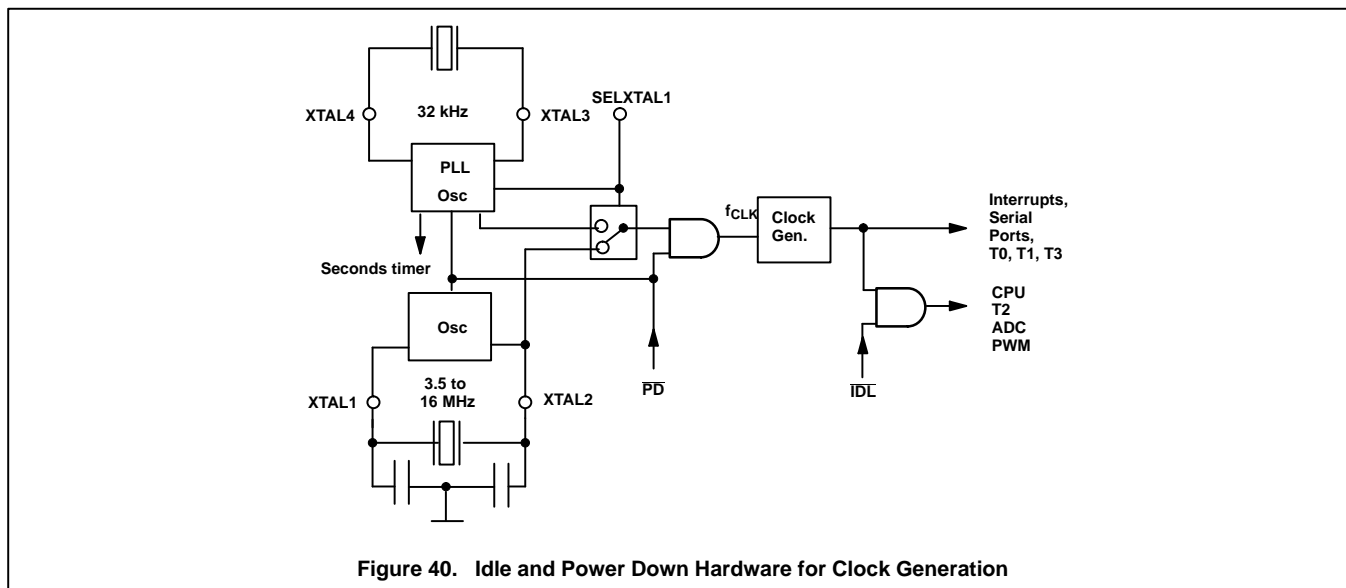 XTAL4
32 kHz
XTAL3
SELXTAL1
PLL
Osc
Seconds timer
fCLK
Clock
Gen.
Interrupts,
Serial
Ports,
T0, T1, T3
CPU
T2
ADC
PWM
Osc
PD
IDL
XTAL1
3.5 to
16 MHz
XTAL2
Figure 40. Idle and Power Down Hardware for Clock Generation